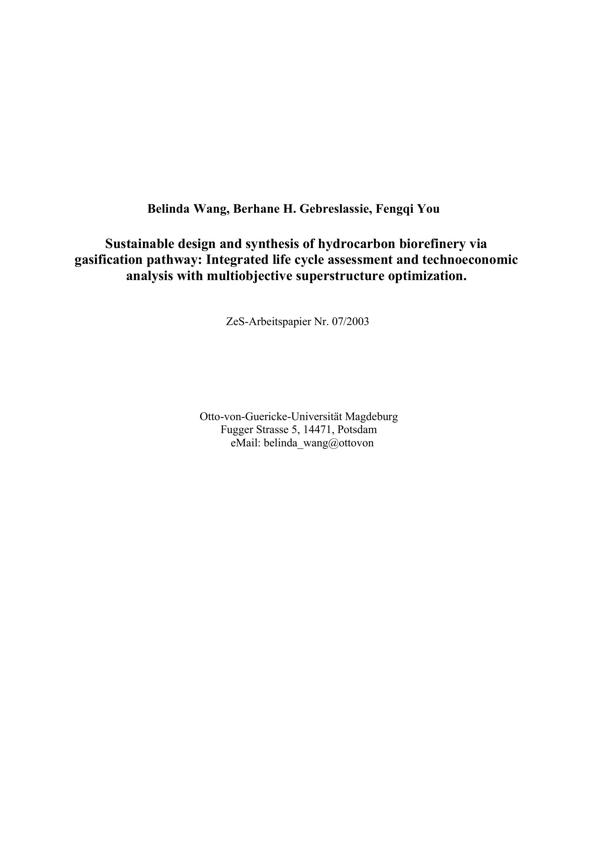 Belinda Wang, Berhane H. Gebreslassie, Fengqi You
Sustainable design and synthesis of hydrocarbon biorefinery via
gasification pathway: Integrated life cycle assessment and technoeconomic
analysis with multiobjective superstructure optimization.
ZeS-Arbeitspapier Nr. 07/2003
Otto-von-Guericke-Universität Magdeburg
Fugger Strasse 5, 14471, Potsdam
eMail: belinda_wang@ottovon